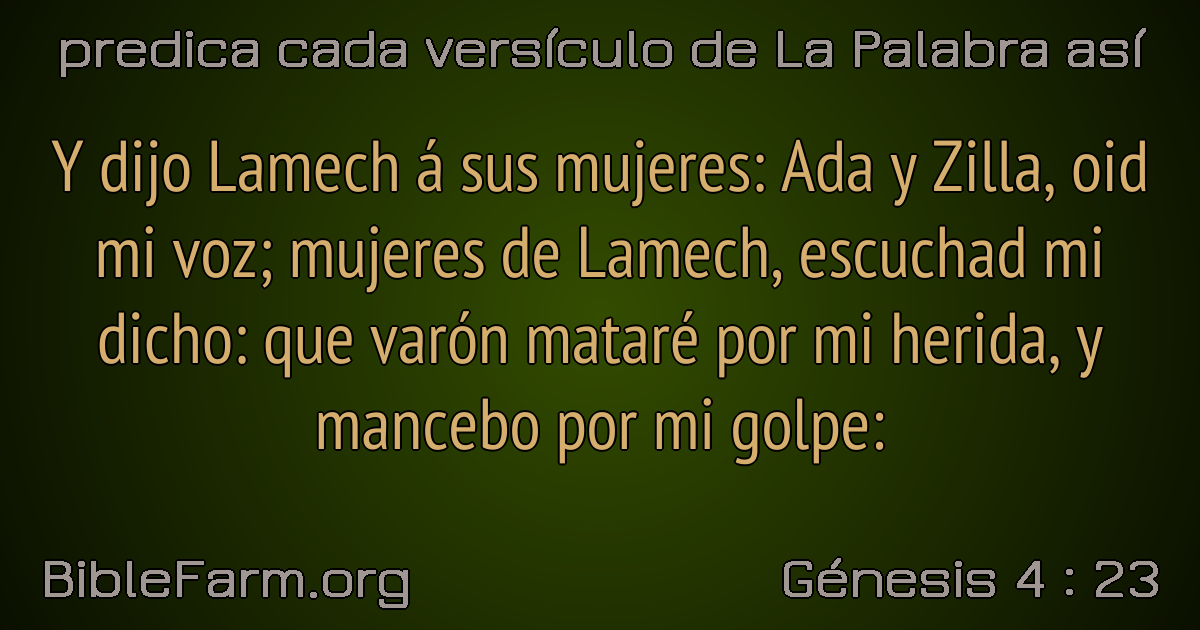 predica cada versículo de La Palabra así
Y dijo Lamech á sus mujeres: Ada y Zilla, oid
mi voz; mujeres de Lamech, escuchad mi
dicho: que varón mataré por mi herida, y
mancebo por mi golpe:
BibleFarm.org
Génesis 4 : 23